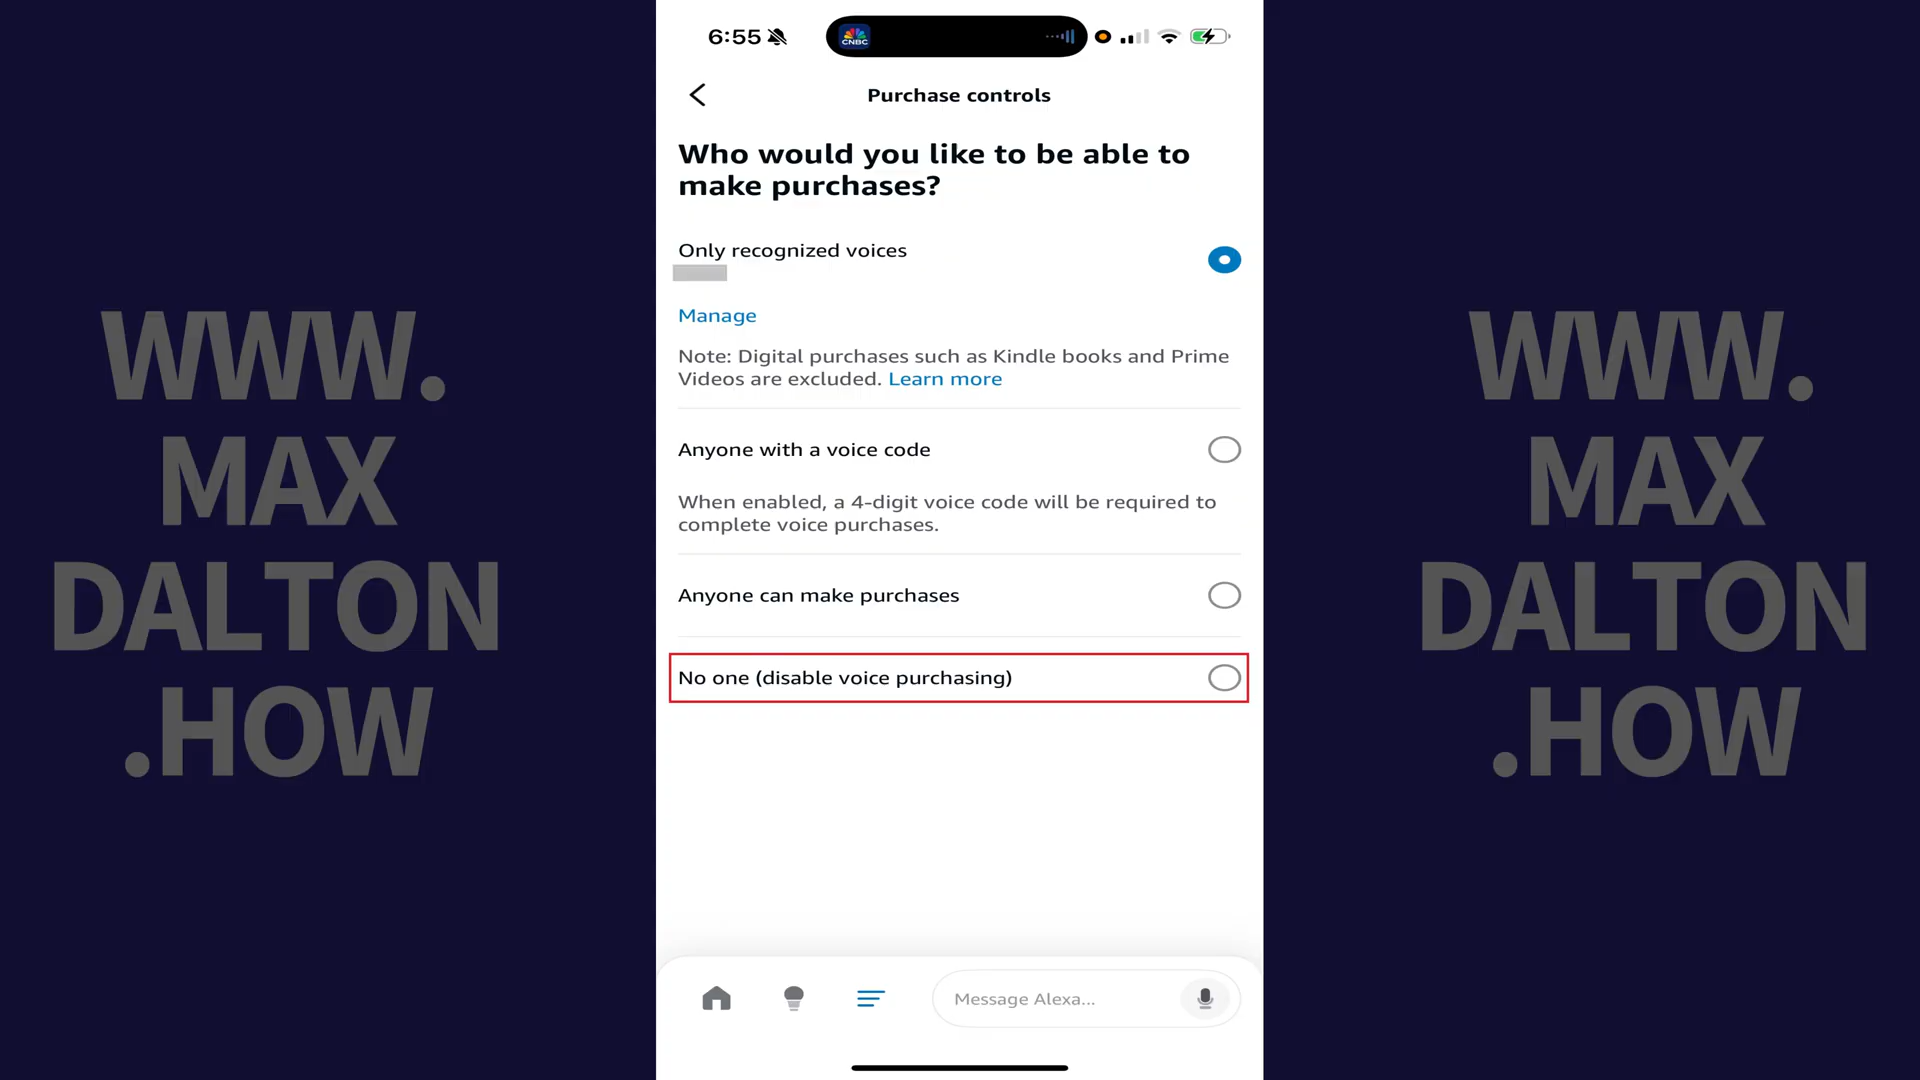 WWW.
MAX
DALTON
.HOW
6:55
CNBC
Purchase controls
Who would you like to be able to
make purchases?
Only recognized voices
Manage
Note: Digital purchases such as Kindle books and Prime
Videos are excluded. Learn more
Anyone with a voice code
When enabled, a 4-digit voice code will be required to
complete voice purchases.
Anyone can make purchases
No one (disable voice purchasing)
Message Alexa...
WWW.
MAX
DALTON
.HOW